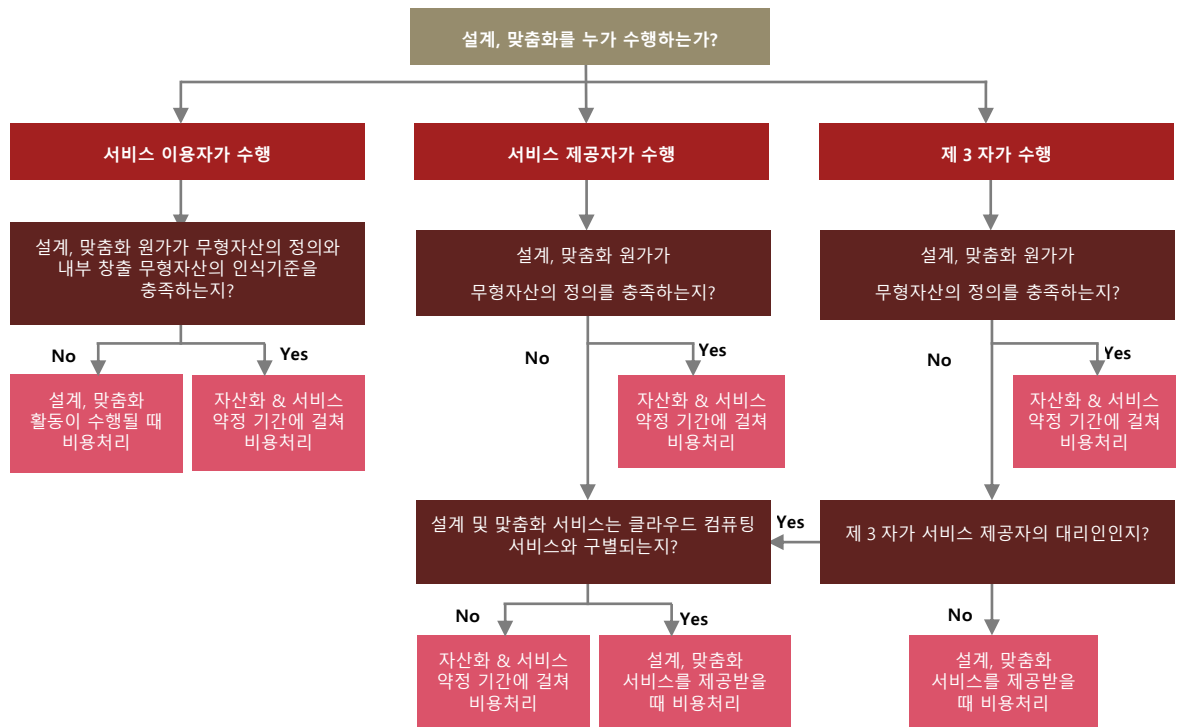 설계, 맞춤화를 누가 수행하는가?
서비스 이용자가 수행
서비스 제공자가 수행
제 3 자가 수행
설계, 맞춤화 원가가 무형자산의 정의와
내부 창출 무형자산의 인식기준을
충족하는지?
설계, 맞춤화 원가가
무형자산의 정의를 충족하는지?
설계, 맞춤화 원가가
무형자산의 정의를 충족하는지?
No
Yes
No
Yes
No
Yes
설계, 맞춤화
활동이 수행될 때
비용처리
자산화 & 서비스
약정 기간에 걸쳐
비용처리
자산화 & 서비스
약정 기간에 걸쳐
비용처리
자산화 & 서비스
약정 기간에 걸쳐
비용처리
설계 및 맞춤화 서비스는 클라우드 컴퓨팅
서비스와 구별되는지?
Yes
제 3 자가 서비스 제공자의 대리인인지?
No
Yes
No
자산화 & 서비스
약정 기간에 걸쳐
비용처리
설계, 맞춤화
서비스를 제공받을
때 비용처리
설계, 맞춤화
서비스를 제공받을
때 비용처리